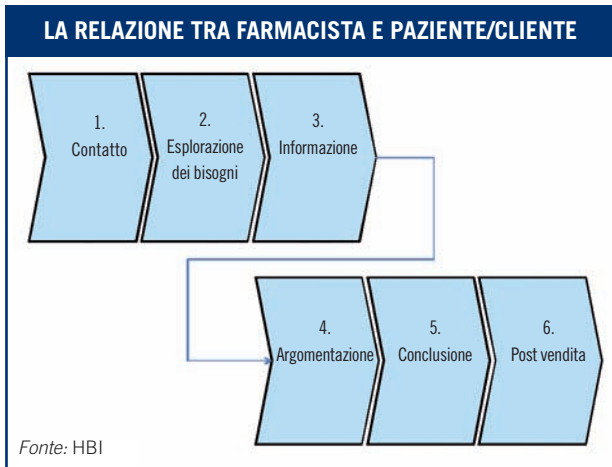 LA RELAZIONE TRA FARMACISTA E PAZIENTE/CLIENTE
1.
Contatto
2.
Esplorazione
dei bisogni
3.
Informazione
4.
Argomentazione
5.
Conclusione
6.
Post vendita
Fonte: HBI